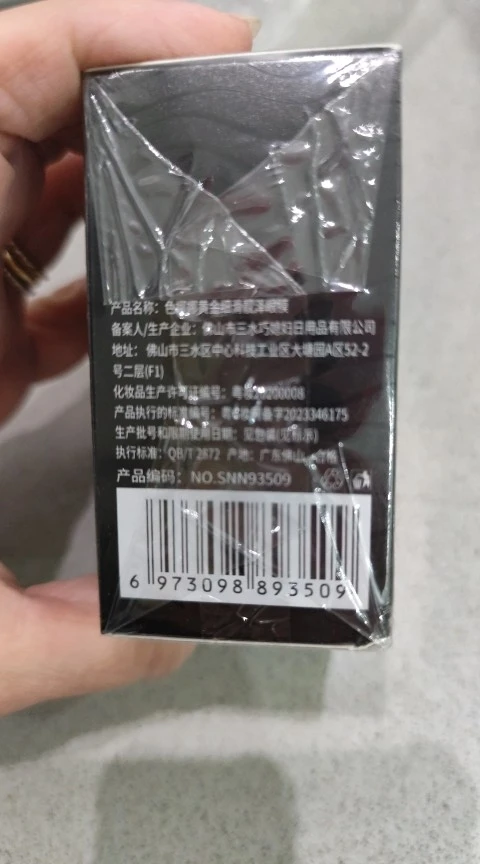 产品名称：
备案人/生产企业：佛山市三水巧媳妇日用品有限公司
地址：佛山市三水区中心科技工业区大塘园A区52-2
号二层(F1)
化妆品生产许可证编号：
产品执行的标准编号：2023346175
生产批号和限期使用日期：
执行标准：QB/T 2872 产地：广东佛山
产品编码：NO.SNN93509
6 973098 893509